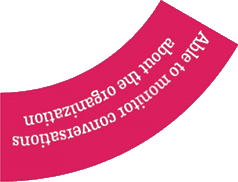 Able to monitor conversations
about the organization